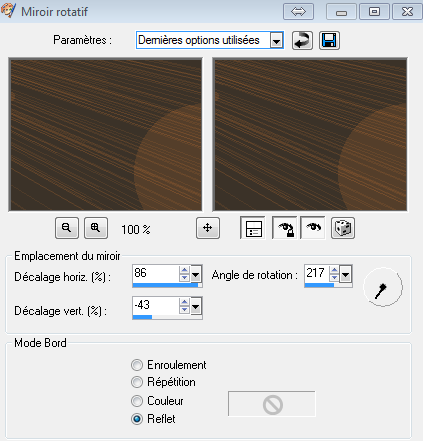 Miroir rotatif
Paramètres : Dernières options utilisées
100 %
Emplacement du miroir
Décalage horiz. (%) : 86 Angle de rotation : 217
Décalage vert. (%) : -43
Mode Bord
Enroulement
Répétition
Couleur
Reflet